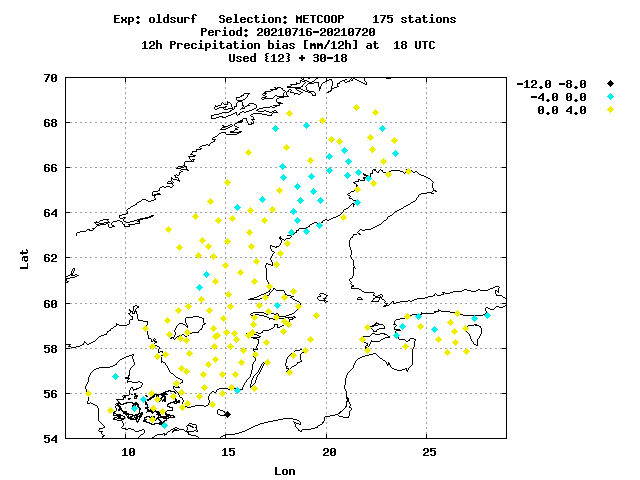 Exp: oldsurf   Selection: METCOOP    175 stations
Period: 20210716-20210720
12h Precipitation bias [mm/12h] at  18 UTC
Used {12} + 30-18
-12.0 -8.0
-4.0 0.0
0.0 4.0
70
68
66
64
62
60
58
56
54
Lat
10
15
20
25
Lon